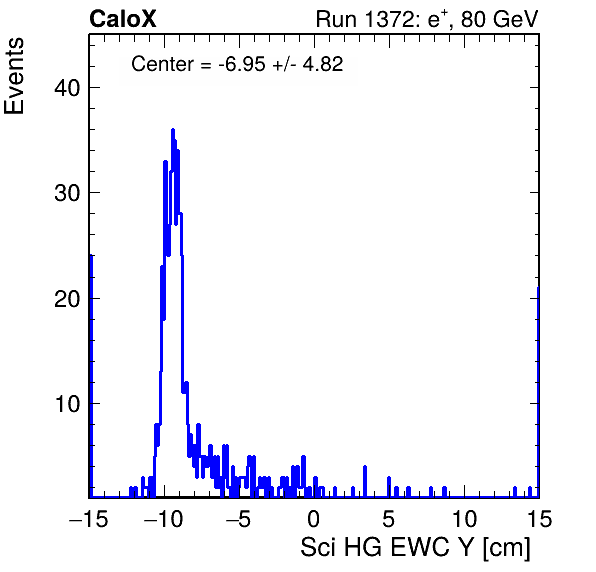 CaloX Run 1372: e⁺, 80 GeV
Center = -6.95 +/- 4.82
Events
40
30
20
10
−15 −10 −5 0 5 10 15
Sci HG EWC Y [cm]